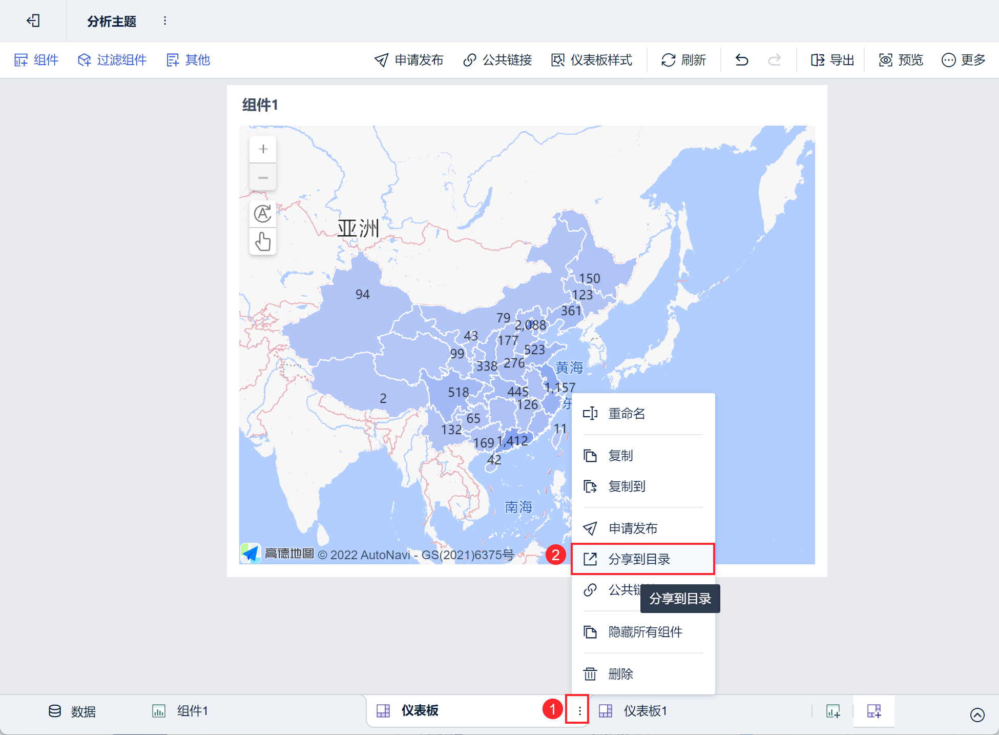 分析主题
组件 过滤组件 其他 申请发布 公共链接 仪表板样式 刷新 导出 预览 更多
组件1
亚洲
150
94
123
361
79
2,088
43
177
523
99
276
338
黄海
1,157
518
445
2
126
东
65
132
11
169
1,412
42
南海
高德地图 © 2022 AutoNavi - GS(2021)6375号
重命名
复制
复制到
申请发布
2
分享到目录
公共链
分享到目录
隐藏所有组件
删除
数据 组件1 仪表板 1 仪表板1